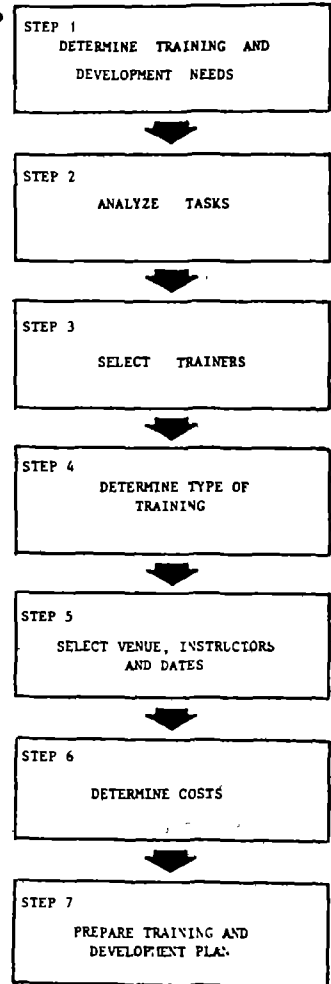 STEP 1
DETERMINE TRAINING AND
DEVELOPMENT NEEDS
STEP 2
ANALYZE TASKS
STEP 3
SELECT TRAINERS
STEP 4
DETERMINE TYPE OF
TRAINING
STEP 5
SELECT VENUE, INSTRUCTORS
AND DATES
STEP 6
DETERMINE COSTS
STEP 7
PREPARE TRAINING AND
DEVELOPMENT PLAN